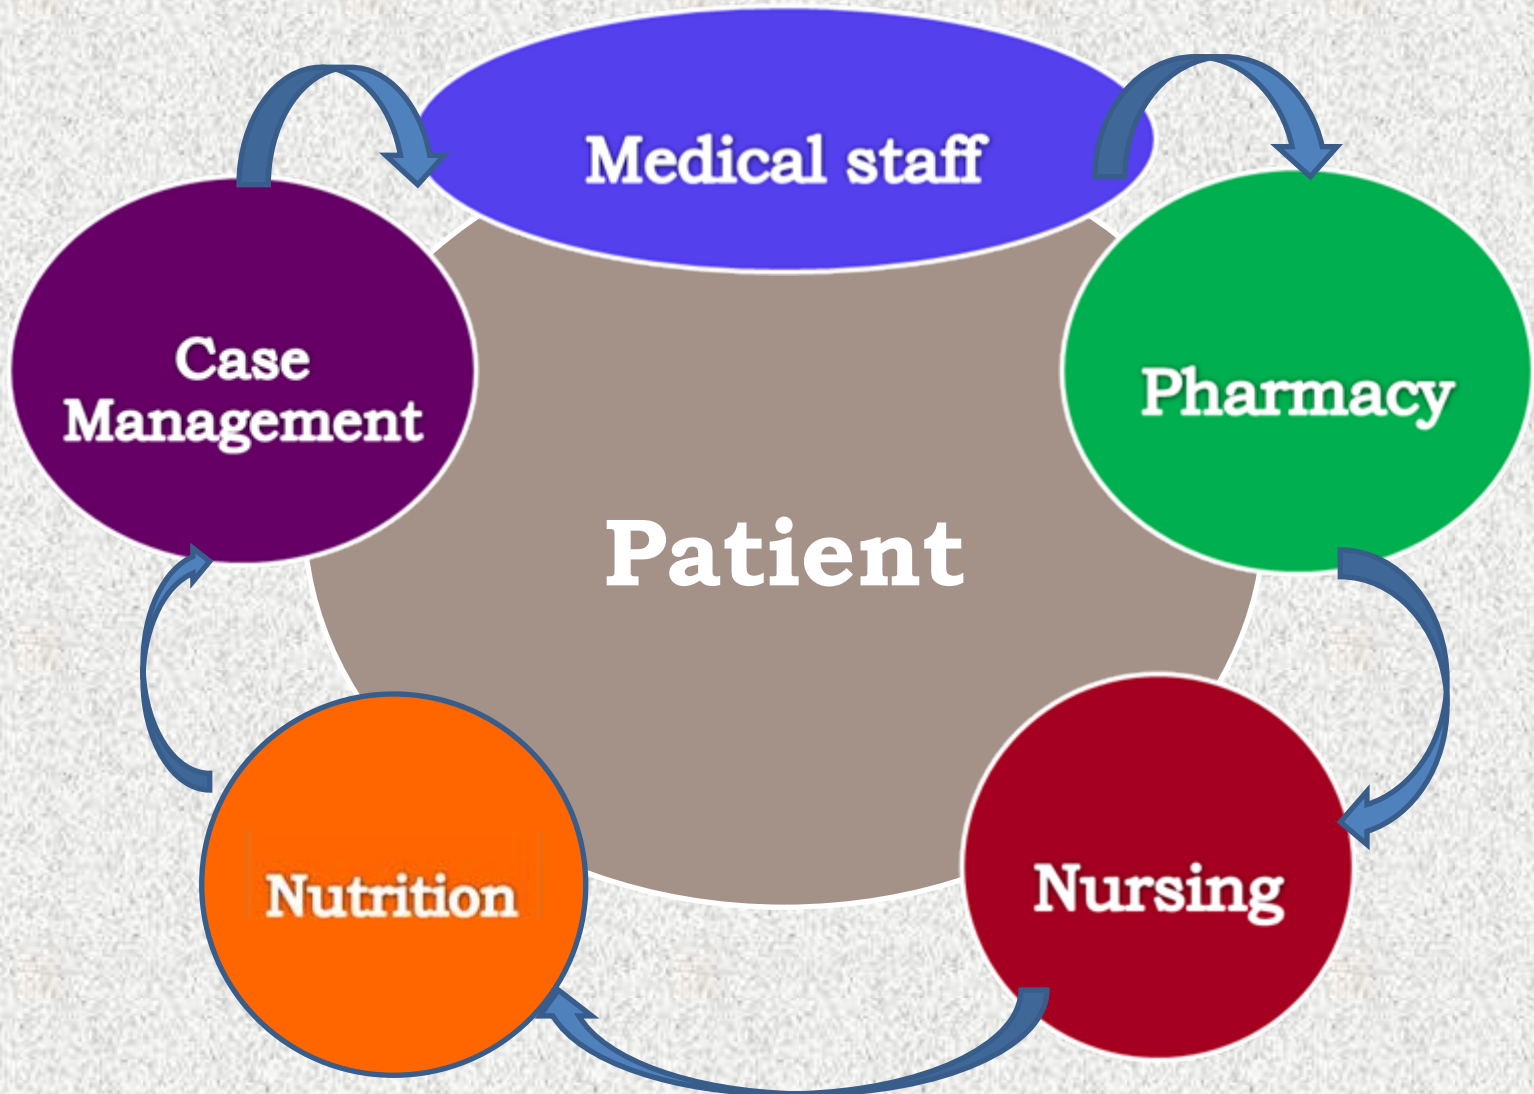 Medical staff
Case
Management
Pharmacy
Patient
Nutrition
Nursing